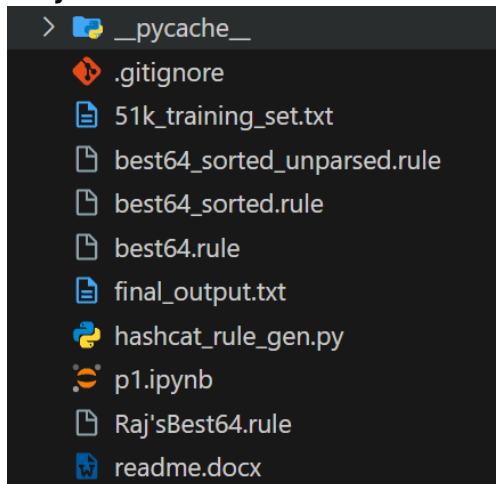 __pycache__
.gitignore
51k_training_set.txt
best64_sorted_unparsed.rule
best64_sorted.rule
best64.rule
final_output.txt
hashcat_rule_gen.py
p1.ipynb
Raj'sBest64.rule
readme.docx